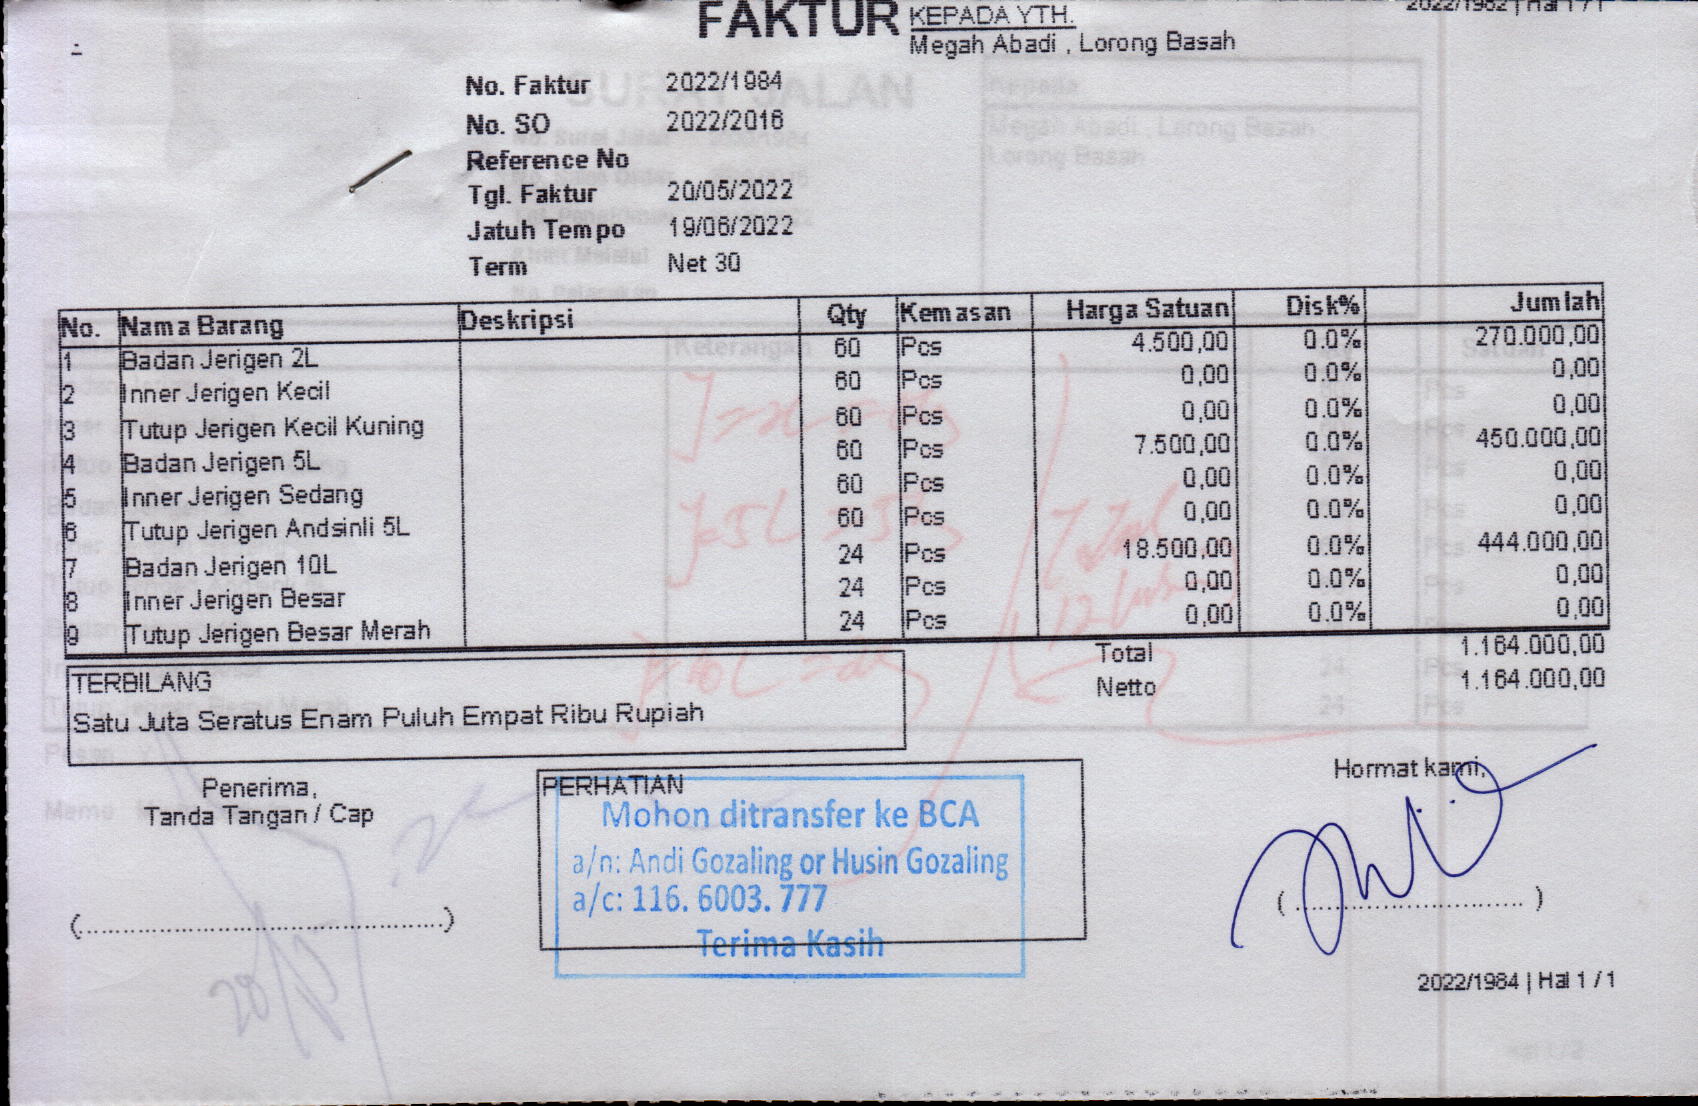 FAKTUR
KEPADA YTH.
Megah Abadi , Lorong Basah
No. Faktur 2022/1984
No. SO 2022/2016
Reference No
Tgl. Faktur 20/05/2022
Jatuh Tempo 19/06/2022
Term Net 30
No. Nama Barang Deskripsi Qty Kemasan Harga Satuan Disk% Jumlah
1 Badan Jerigen 2L 60 Pcs 4.500,00 0.0% 270.000,00
2 Inner Jerigen Kecil 60 Pcs 0,00 0.0% 0,00
3 Tutup Jerigen Kecil Kuning 60 Pcs 0,00 0.0% 0,00
4 Badan Jerigen 5L 60 Pcs 7.500,00 0.0% 450.000,00
5 Inner Jerigen Sedang 60 Pcs 0,00 0.0% 0,00
6 Tutup Jerigen Andsinli 5L 60 Pcs 0,00 0.0% 0,00
7 Badan Jerigen 10L 24 Pcs 18.500,00 0.0% 444.000,00
8 Inner Jerigen Besar 24 Pcs 0,00 0.0% 0,00
9 Tutup Jerigen Besar Merah 24 Pcs 0,00 0.0% 0,00
Total 1.164.000,00
Netto 1.164.000,00
TERBILANG
Satu Juta Seratus Enam Puluh Empat Ribu Rupiah
Penerima,
Tanda Tangan / Cap
(............................................)
PERHATIAN
Mohon ditransfer ke BCA
a/n: Andi Gozaling or Husin Gozaling
a/c: 116. 6003. 777
Terima Kasih
Hormat kami,
(............................)
2022/1984 | Hal 1 / 1